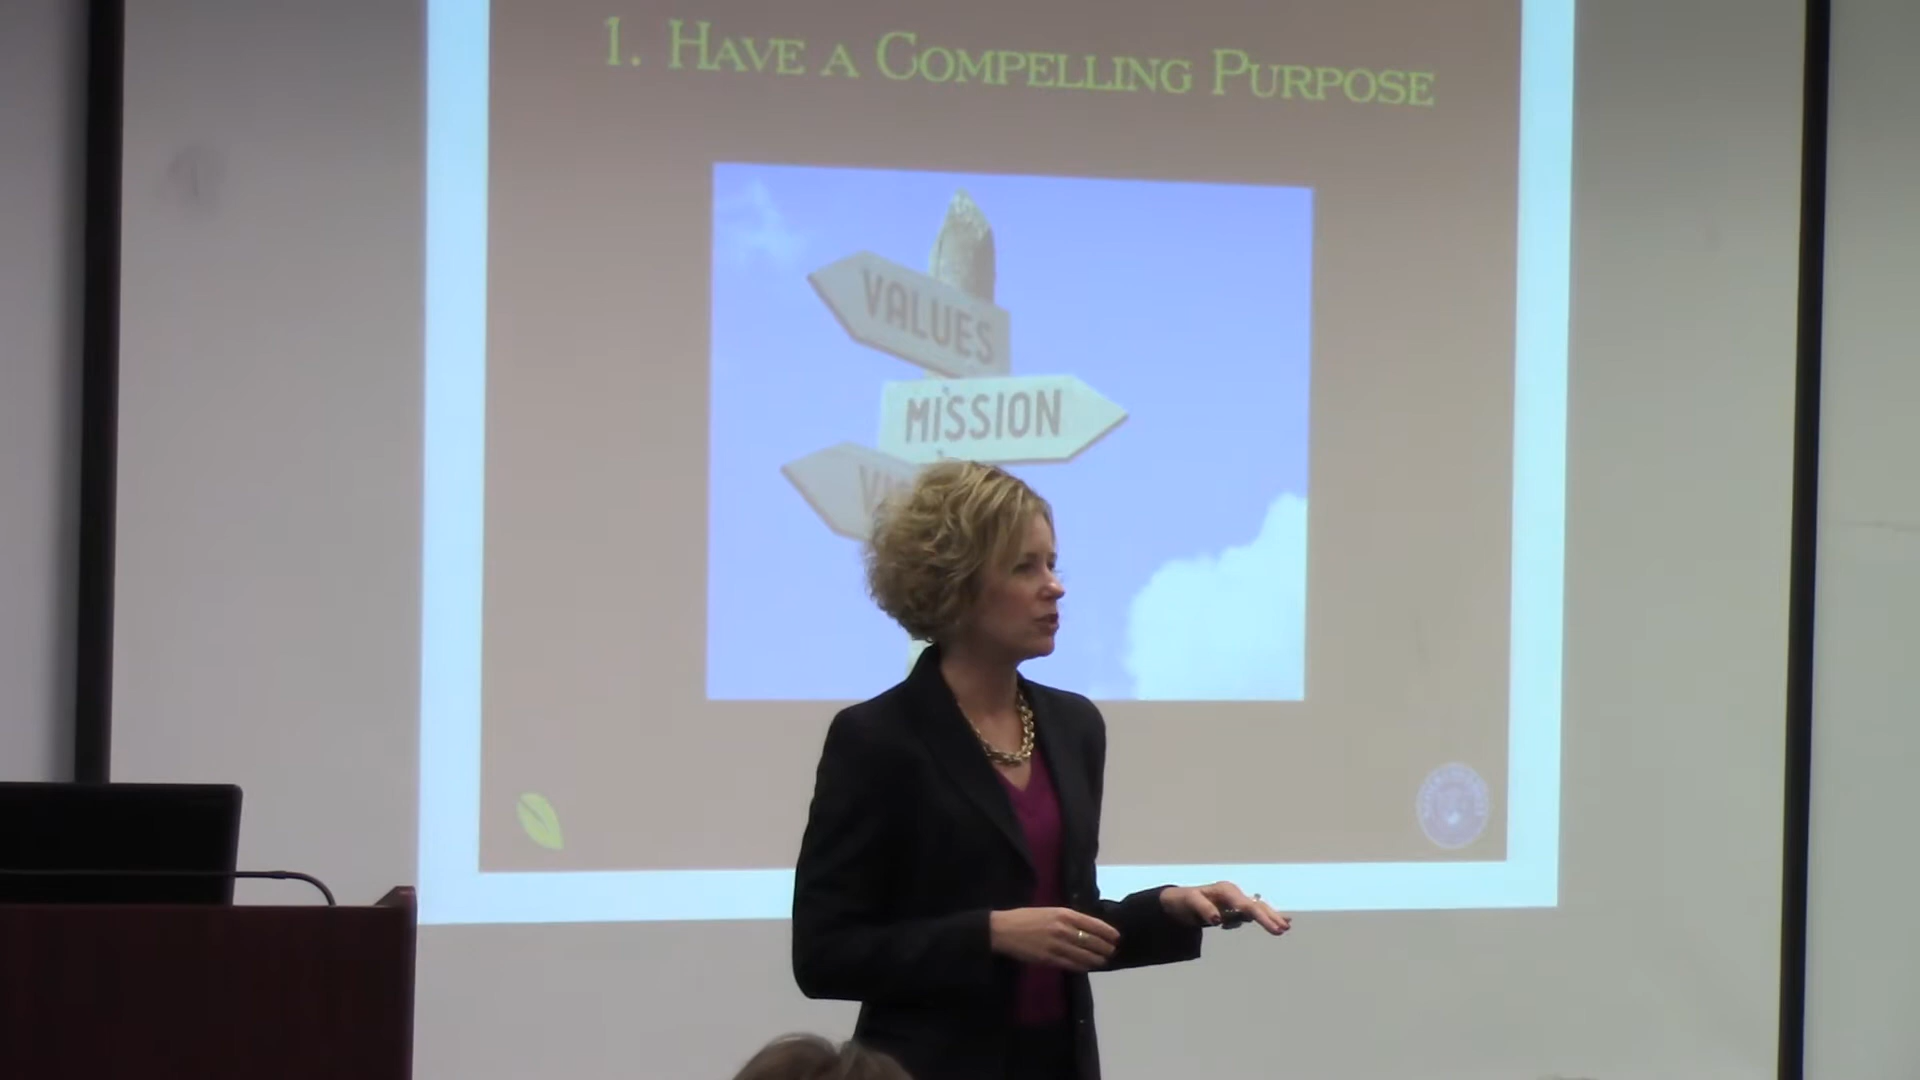 1. HAVE A COMPELLING PURPOSE
VALUES
MISSION